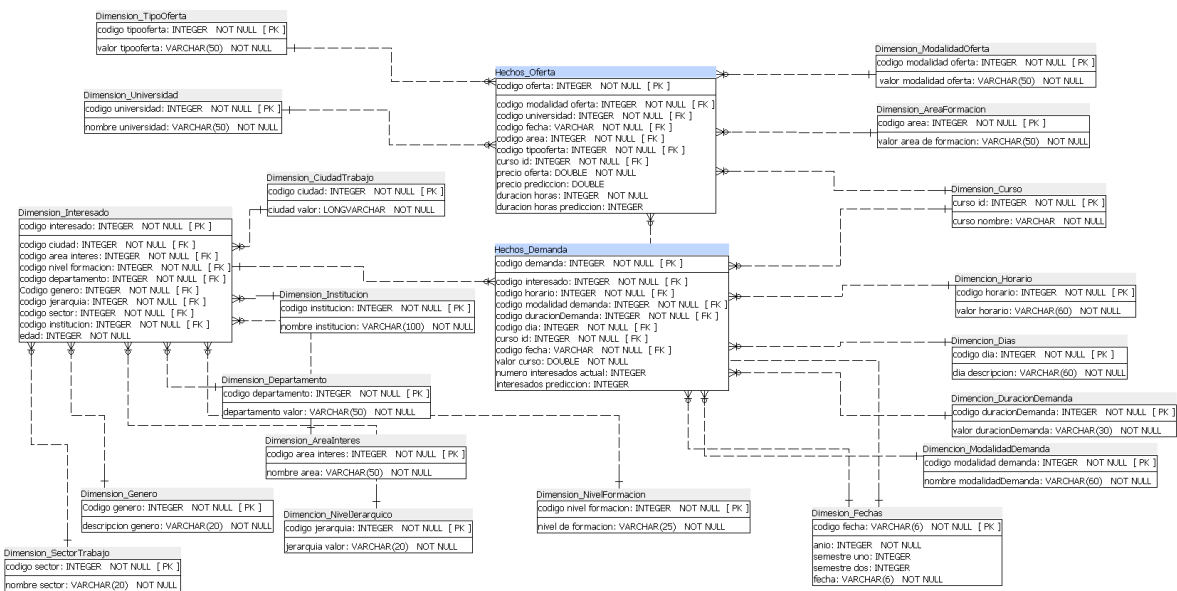 Dimension_TipoOferta
codigo tipooferta: INTEGER NOT NULL [ PK ]
valor tipooferta: VARCHAR(50) NOT NULL
Dimension_Universidad
codigo universidad: INTEGER NOT NULL [ PK ]
nombre universidad: VARCHAR(50) NOT NULL
Hechos_Oferta
codigo oferta: INTEGER NOT NULL [ PK ]
codigo modalidad oferta: INTEGER NOT NULL [ FK ]
codigo universidad: INTEGER NOT NULL [ FK ]
codigo fecha: VARCHAR NOT NULL [ FK ]
codigo area: INTEGER NOT NULL [ FK ]
codigo tipooferta: INTEGER NOT NULL [ FK ]
curso id: INTEGER NOT NULL [ FK ]
precio oferta: DOUBLE NOT NULL
precio prediccion: DOUBLE
duracion horas: INTEGER NOT NULL
duracion horas prediccion: INTEGER
Dimension_ModalidadOferta
codigo modalidad oferta: INTEGER NOT NULL [ PK ]
valor modalidad oferta: VARCHAR(50) NOT NULL
Dimension_AreaFormacion
codigo area: INTEGER NOT NULL [ PK ]
valor area de formacion: VARCHAR(50) NOT NULL
Dimension_Curso
curso id: INTEGER NOT NULL [ PK ]
curso nombre: VARCHAR NOT NULL
Dimension_CiudadTrabajo
codigo ciudad: INTEGER NOT NULL [ PK ]
ciudad valor: LONGVARCHAR NOT NULL
Dimension_Interesado
codigo interesado: INTEGER NOT NULL [ PK ]
codigo ciudad: INTEGER NOT NULL [ FK ]
codigo area interes: INTEGER NOT NULL [ FK ]
codigo nivel formacion: INTEGER NOT NULL [ FK ]
codigo departamento: INTEGER NOT NULL [ FK ]
Codigo genero: INTEGER NOT NULL [ FK ]
codigo jerarquia: INTEGER NOT NULL [ FK ]
codigo sector: INTEGER NOT NULL [ FK ]
codigo institucion: INTEGER NOT NULL [ FK ]
edad: INTEGER NOT NULL
Hechos_Demanda
codigo demanda: INTEGER NOT NULL [ PK ]
codigo interesado: INTEGER NOT NULL [ FK ]
codigo horario: INTEGER NOT NULL [ FK ]
codigo modalidad demanda: INTEGER NOT NULL [ FK ]
codigo duracionDemanda: INTEGER NOT NULL [ FK ]
codigo dia: INTEGER NOT NULL [ FK ]
curso id: INTEGER NOT NULL [ FK ]
codigo fecha: VARCHAR NOT NULL [ FK ]
valor curso: DOUBLE NOT NULL
numero interesados actual: INTEGER
interesados prediccion: INTEGER
Dimension_Institucion
codigo institucion: INTEGER NOT NULL [ PK ]
nombre institucion: VARCHAR(100) NOT NULL
Dimencion_Horario
codigo horario: INTEGER NOT NULL [ PK ]
valor horario: VARCHAR(60) NOT NULL
Dimencion_Dias
codigo dia: INTEGER NOT NULL [ PK ]
dia descripcion: VARCHAR(60) NOT NULL
Dimension_Departamento
codigo departamento: INTEGER NOT NULL [ PK ]
departamento valor: VARCHAR(50) NOT NULL
Dimencion_DuracionDemanda
codigo duracionDemanda: INTEGER NOT NULL [ PK ]
valor duracionDemanda: VARCHAR(30) NOT NULL
Dimension_AreaInteres
codigo area interes: INTEGER NOT NULL [ PK ]
nombre area: VARCHAR(50) NOT NULL
Dimencion_ModalidadDemanda
codigo modalidad demanda: INTEGER NOT NULL [ PK ]
nombre modalidadDemanda: VARCHAR(60) NOT NULL
Dimension_Genero
Codigo genero: INTEGER NOT NULL [ PK ]
descripcion genero: VARCHAR(20) NOT NULL
Dimencion_NivelJerarquico
codigo jerarquia: INTEGER NOT NULL [ PK ]
jerarquia valor: VARCHAR(20) NOT NULL
Dimension_NivelFormacion
codigo nivel formacion: INTEGER NOT NULL [ PK ]
nivel de formacion: VARCHAR(25) NOT NULL
Dimesion_Fechas
codigo fecha: VARCHAR(6) NOT NULL [ PK ]
anio: INTEGER NOT NULL
semestre uno: INTEGER
semestre dos: INTEGER
fecha: VARCHAR(6) NOT NULL
Dimension_SectorTrabajo
codigo sector: INTEGER NOT NULL [ PK ]
nombre sector: VARCHAR(20) NOT NULL